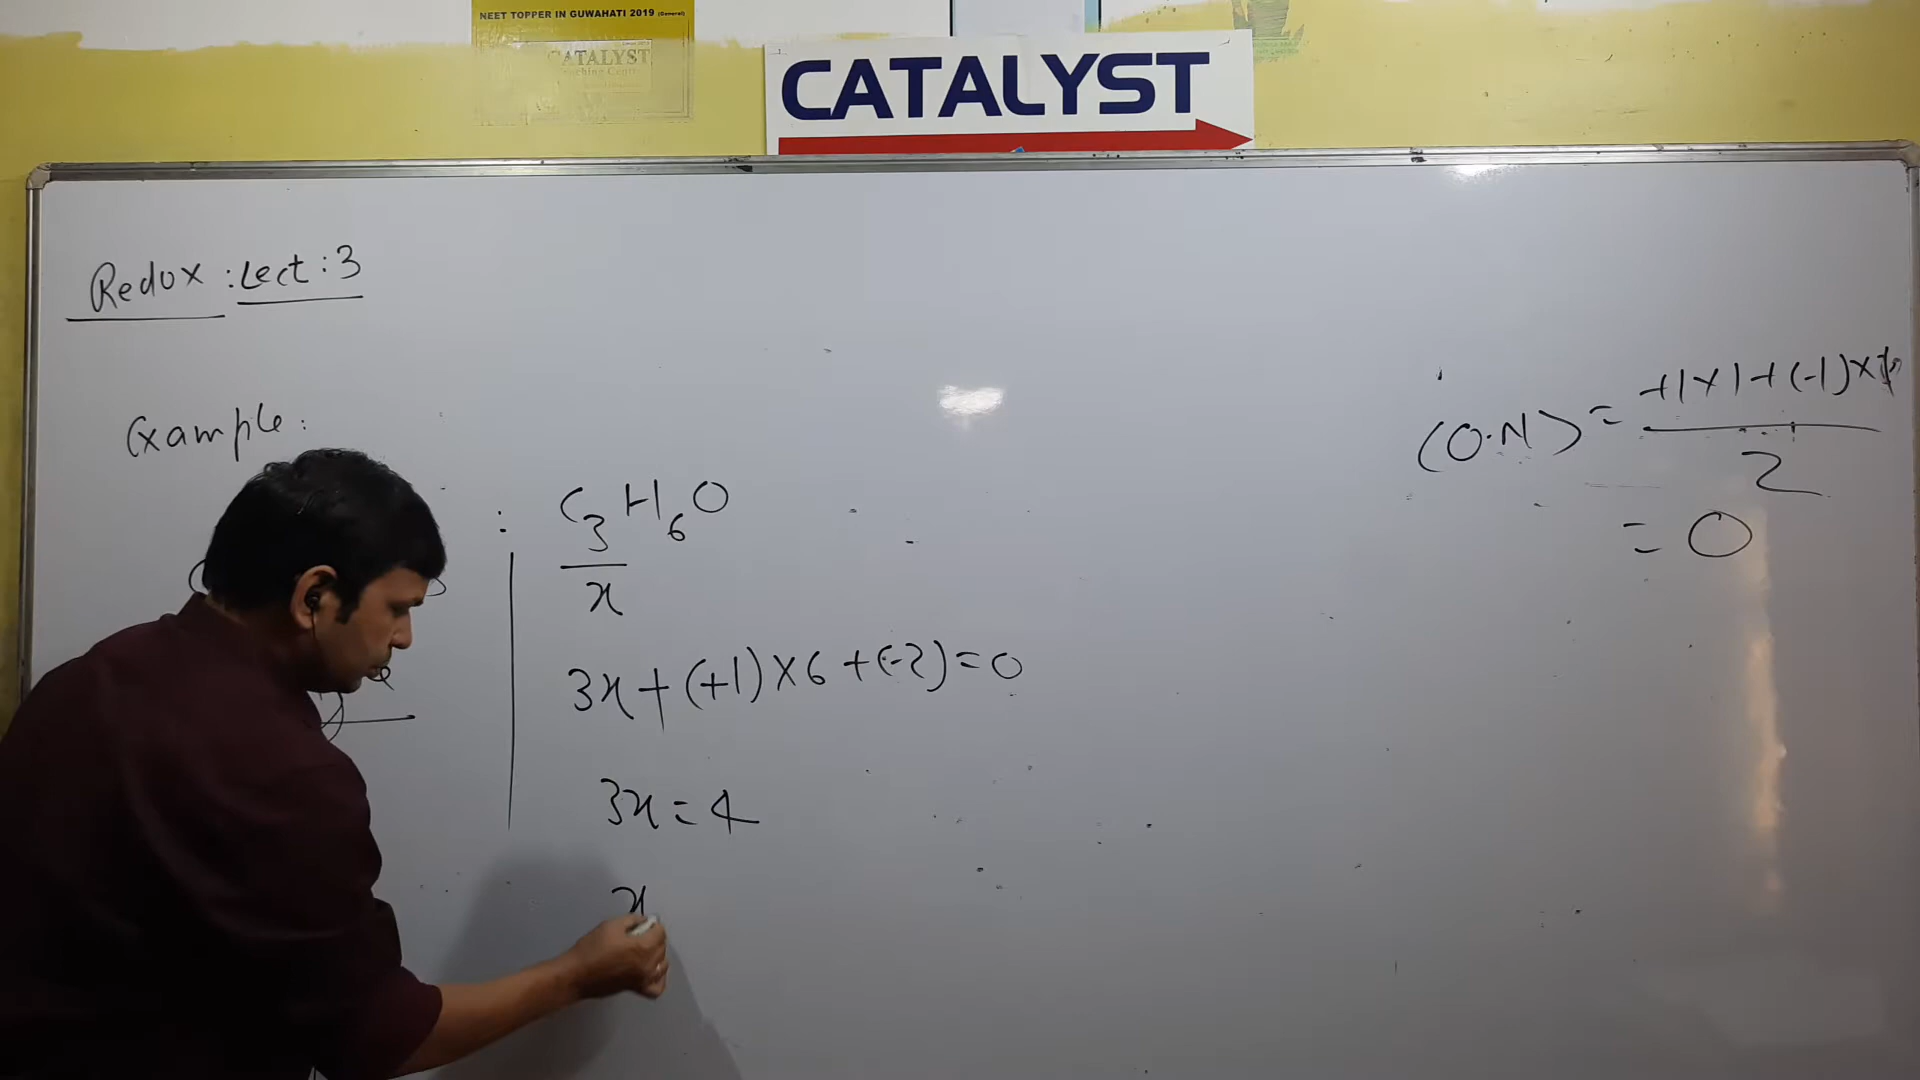 NEET TOPPER IN GUWAHATI 2019 (General)
CATALYST
CATALYST
Redox : Lect : 3
Example :
: C3H6O
x
3x + (+1) × 6 + (-2) = 0
3x = 4
x
(O.N) = +1 × 1 + (-1) ×
2
= 0